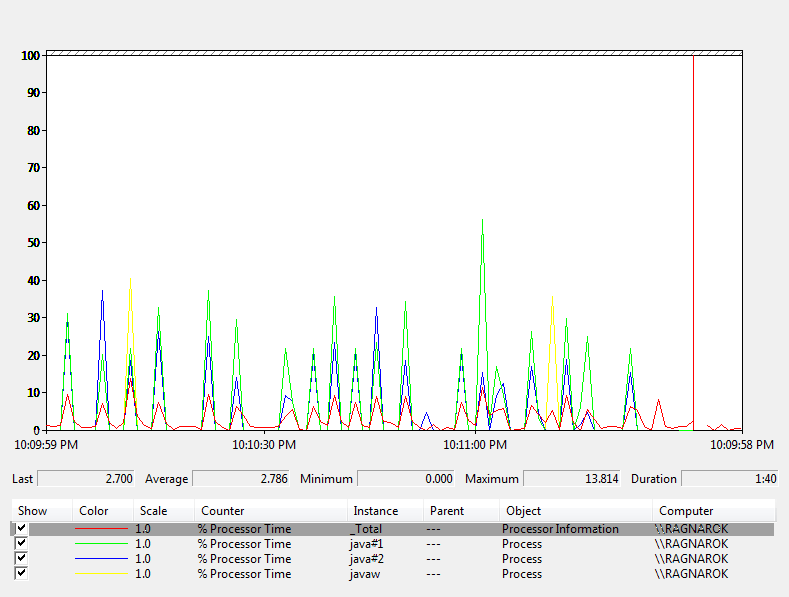 100
90
80
70
60
50
40
30
20
10
0
10:09:59 PM 10:10:30 PM 10:11:00 PM 10:09:58 PM
Last 2.700 Average 2.786 Minimum 0.000 Maximum 13.814 Duration 1:40
Show Color Scale Counter Instance Parent Object Computer
1.0 % Processor Time _Total --- Processor Information \\RAGNAROK
1.0 % Processor Time java#1 --- Process \\RAGNAROK
1.0 % Processor Time java#2 --- Process \\RAGNAROK
1.0 % Processor Time javaw --- Process \\RAGNAROK